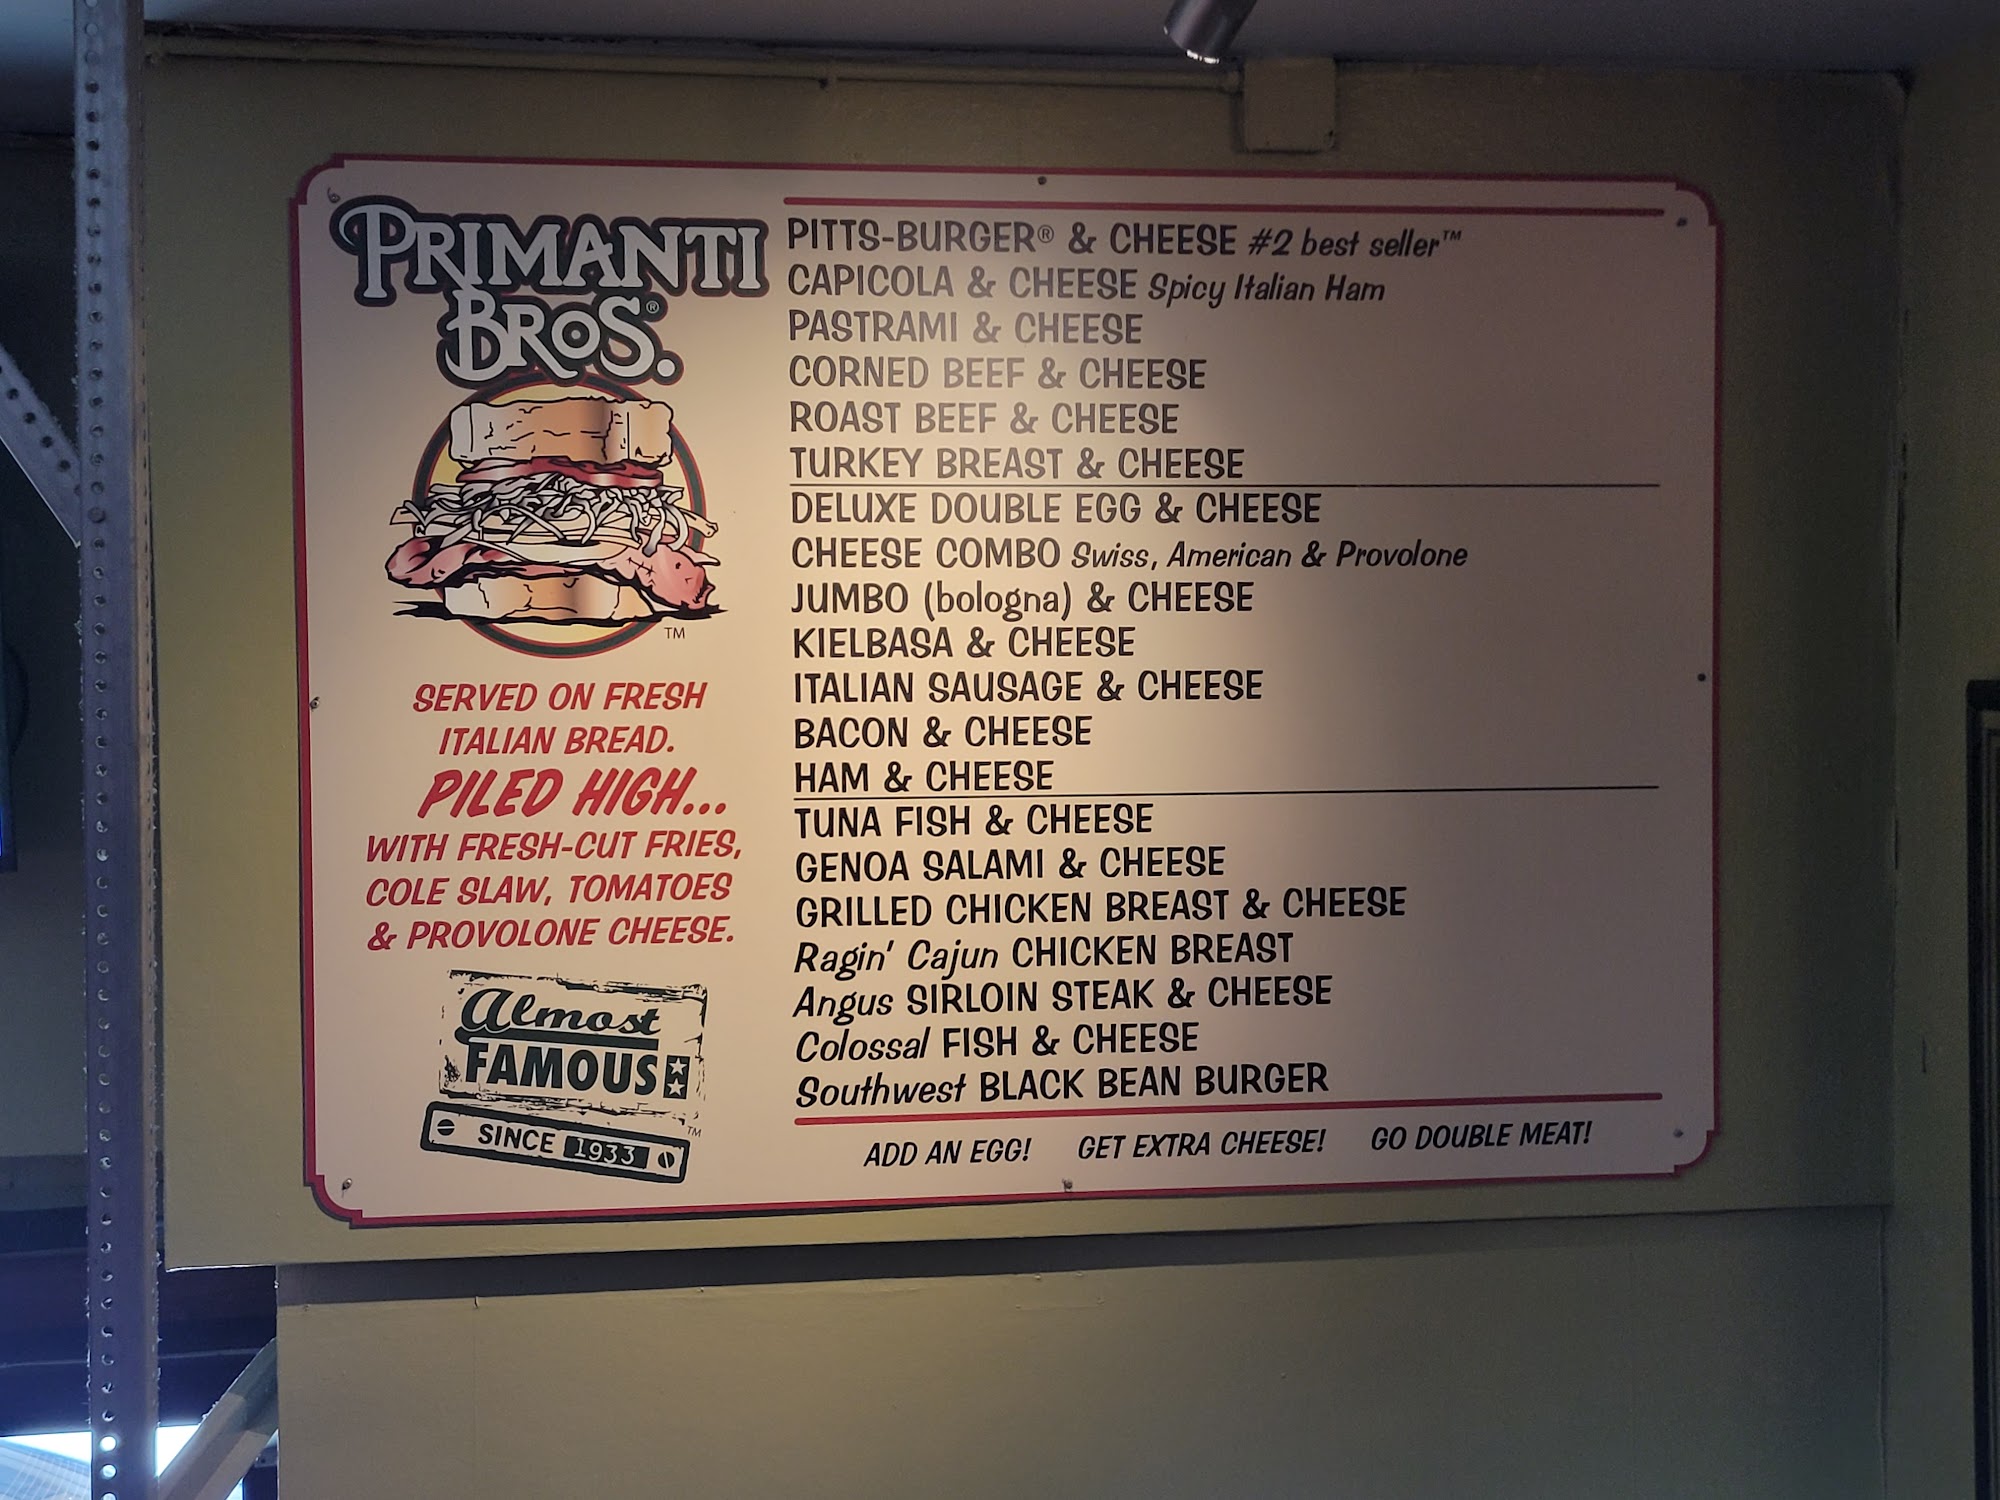 PRIMANTI
BROS.®
TM
SERVED ON FRESH
ITALIAN BREAD.
PILED HIGH...
WITH FRESH-CUT FRIES,
COLE SLAW, TOMATOES
& PROVOLONE CHEESE.
Almost
FAMOUS
TM
SINCE 1933
PITTS-BURGER® & CHEESE #2 best seller™
CAPICOLA & CHEESE Spicy Italian Ham
PASTRAMI & CHEESE
CORNED BEEF & CHEESE
ROAST BEEF & CHEESE
TURKEY BREAST & CHEESE
DELUXE DOUBLE EGG & CHEESE
CHEESE COMBO Swiss, American & Provolone
JUMBO (bologna) & CHEESE
KIELBASA & CHEESE
ITALIAN SAUSAGE & CHEESE
BACON & CHEESE
HAM & CHEESE
TUNA FISH & CHEESE
GENOA SALAMI & CHEESE
GRILLED CHICKEN BREAST & CHEESE
Ragin' Cajun CHICKEN BREAST
Angus SIRLOIN STEAK & CHEESE
Colossal FISH & CHEESE
Southwest BLACK BEAN BURGER
ADD AN EGG! GET EXTRA CHEESE! GO DOUBLE MEAT!